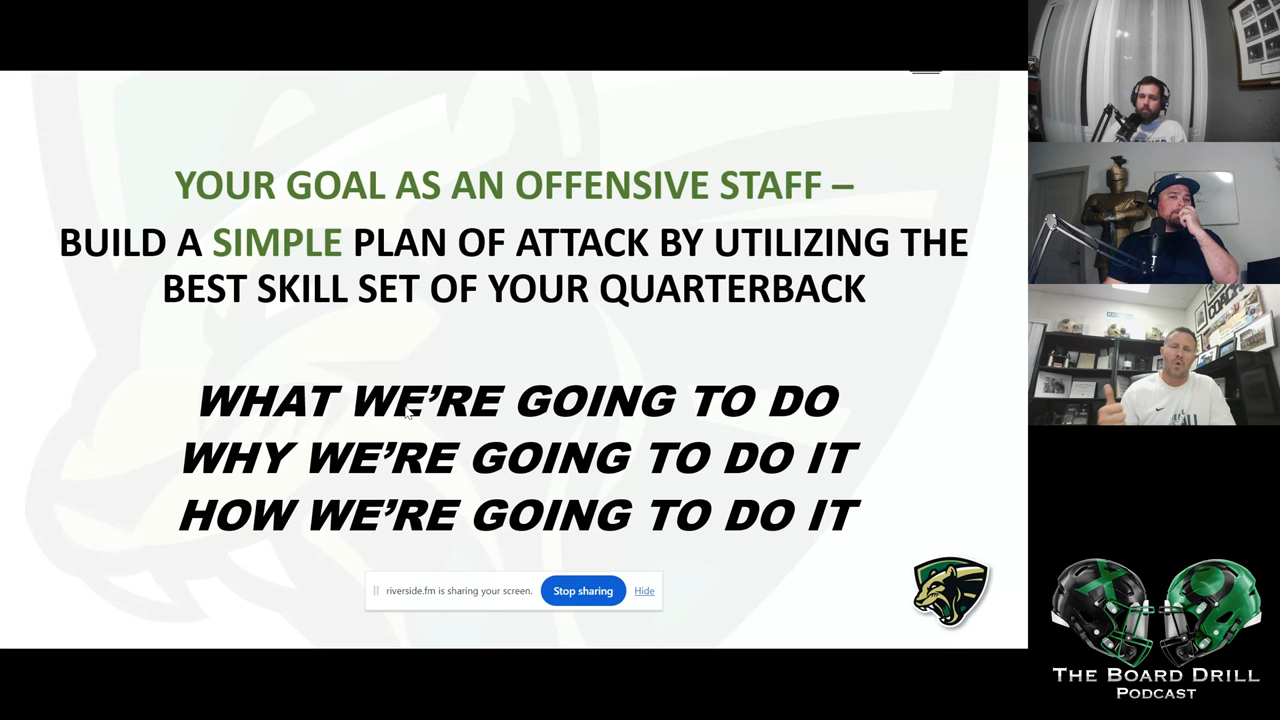 YOUR GOAL AS AN OFFENSIVE STAFF –
BUILD A SIMPLE PLAN OF ATTACK BY UTILIZING THE
BEST SKILL SET OF YOUR QUARTERBACK
WHAT WE’RE GOING TO DO
WHY WE’RE GOING TO DO IT
HOW WE’RE GOING TO DO IT
riverside.fm is sharing your screen.
Stop sharing
Hide
COACH
THE BOARD DRILL
PODCAST